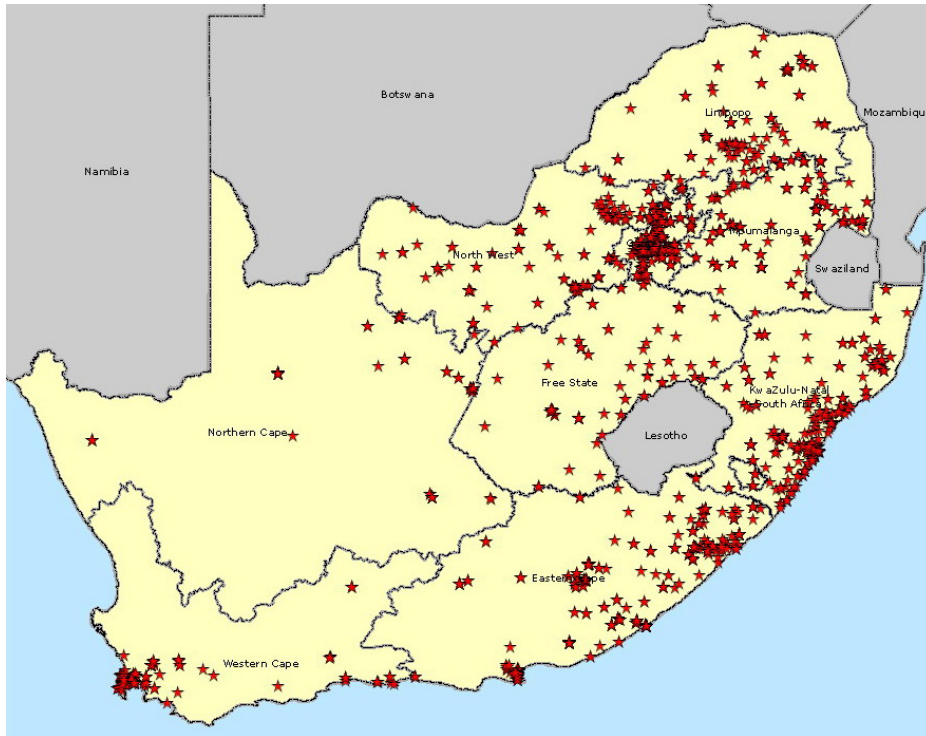 Botswana
Mozambiqu
Limpopo
Namibia
Mpumalanga
North West
Swaziland
Free State
KwaZulu-Natal
South Africa
Northern Cape
Lesotho
Eastern Cape
Western Cape